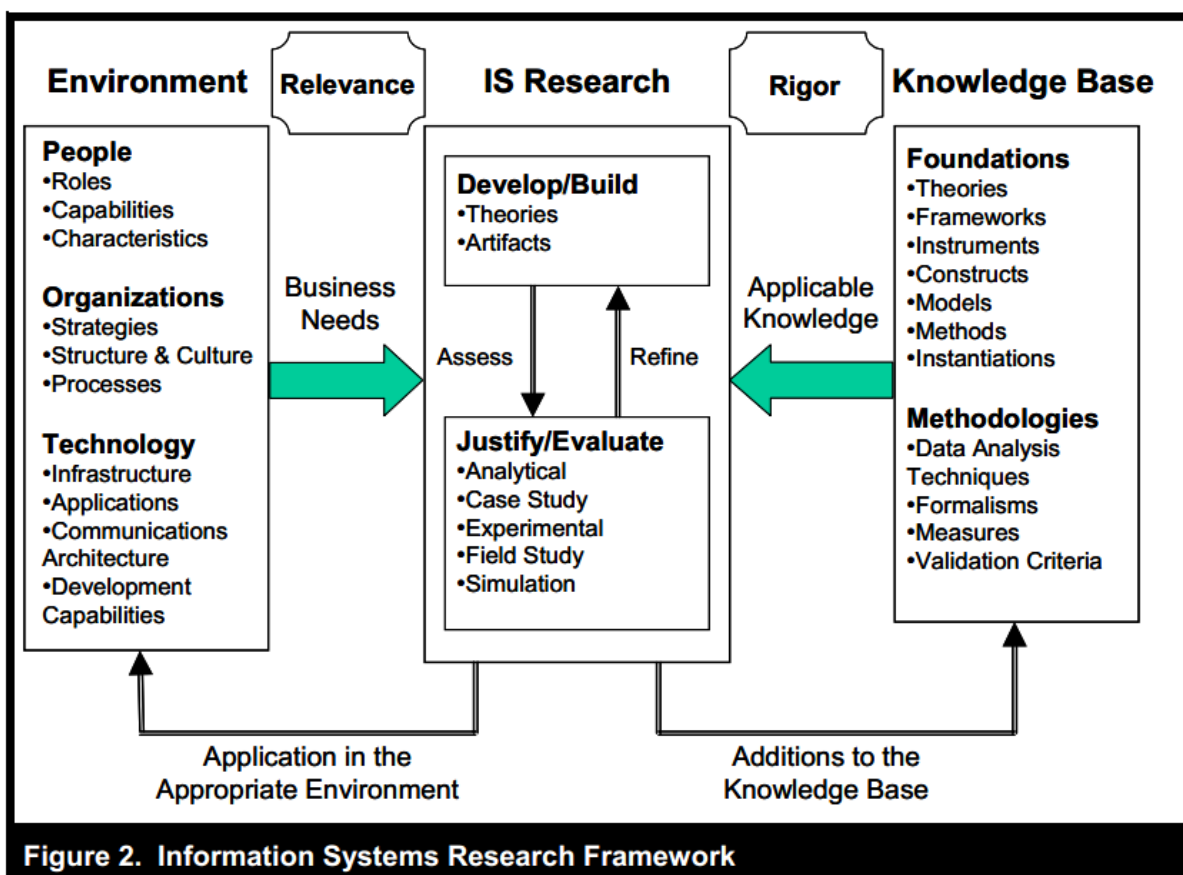 Environment
Relevance
IS Research
Rigor
Knowledge Base
People
•Roles
•Capabilities
•Characteristics
Organizations
•Strategies
•Structure & Culture
•Processes
Technology
•Infrastructure
•Applications
•Communications
Architecture
•Development
Capabilities
Business
Needs
Develop/Build
•Theories
•Artifacts
Assess
Refine
Justify/Evaluate
•Analytical
•Case Study
•Experimental
•Field Study
•Simulation
Applicable
Knowledge
Foundations
•Theories
•Frameworks
•Instruments
•Constructs
•Models
•Methods
•Instantiations
Methodologies
•Data Analysis
Techniques
•Formalisms
•Measures
•Validation Criteria
Application in the
Appropriate Environment
Additions to the
Knowledge Base
Figure 2. Information Systems Research Framework